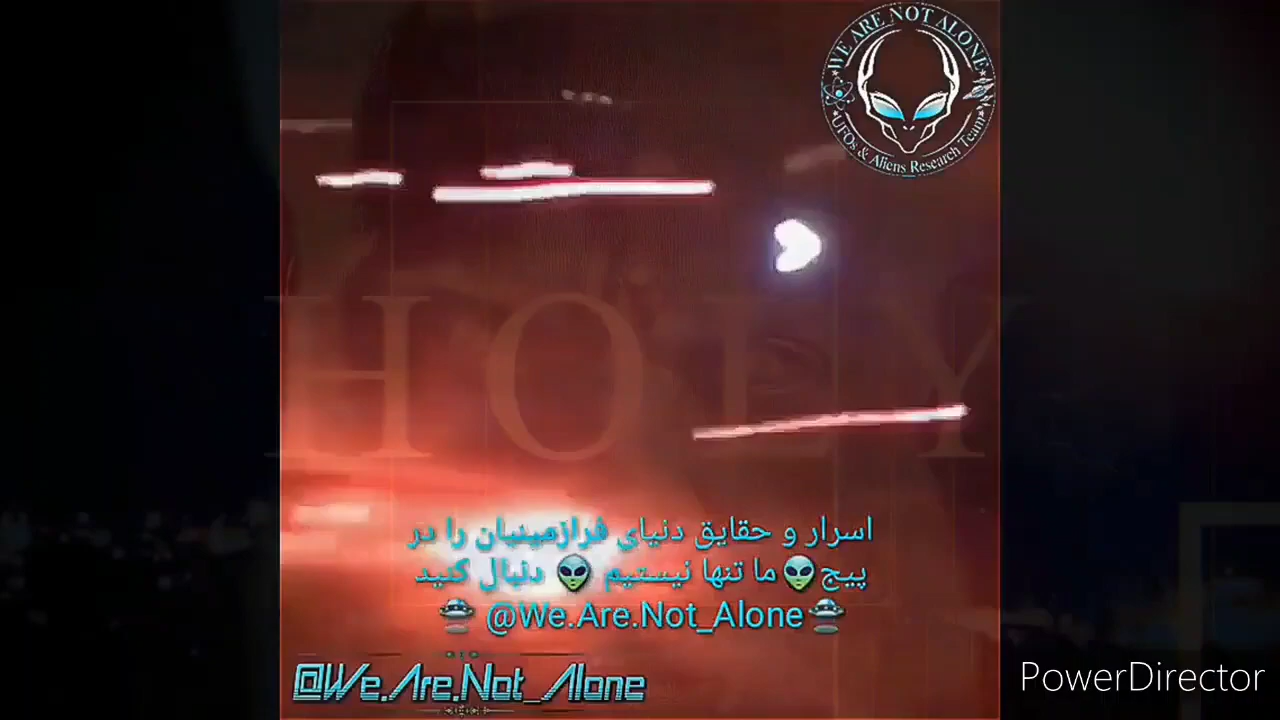 WE ARE NOT ALONE
UFOs & Aliens Research Team
HOLY
اسرار و حقایق دنیای فرازمینیان را در
پیج👽ما تنها نیستیم 👽 دنبال کنید
🛸 @We.Are.Not_Alone🛸
@We.Are.Not_Alone
PowerDirector